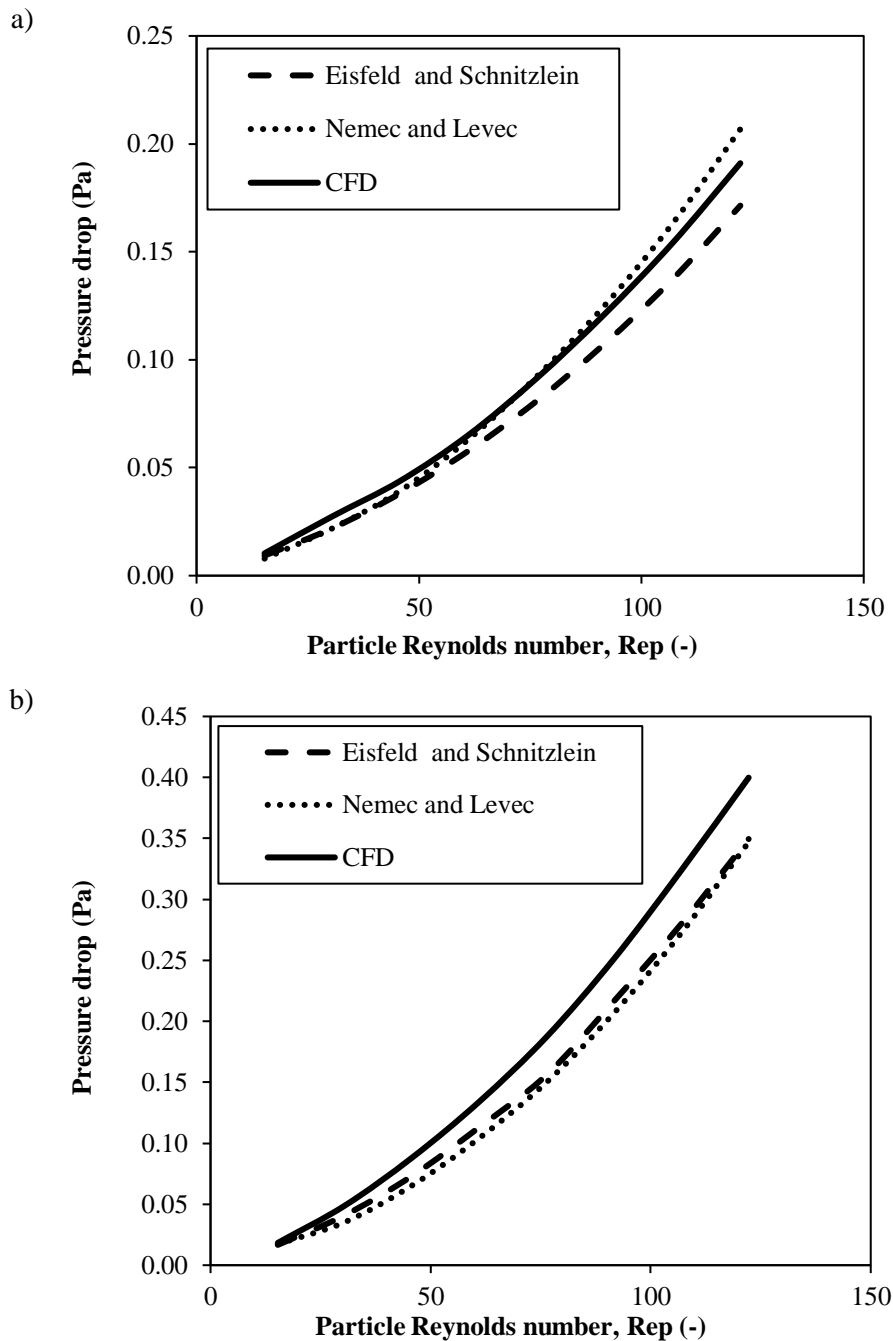 a)
0.25
Eisfeld and Schnitzlein
0.20
Nemec and Levec
CFD
0.15
0.10
0.05
0.00
0 50 100 150
Pressure drop (Pa)
Particle Reynolds number, Rep (-)
b)
0.45
Eisfeld and Schnitzlein
0.40
Nemec and Levec
0.35
CFD
0.30
0.25
0.20
0.15
0.10
0.05
0.00
0 50 100 150
Pressure drop (Pa)
Particle Reynolds number, Rep (-)